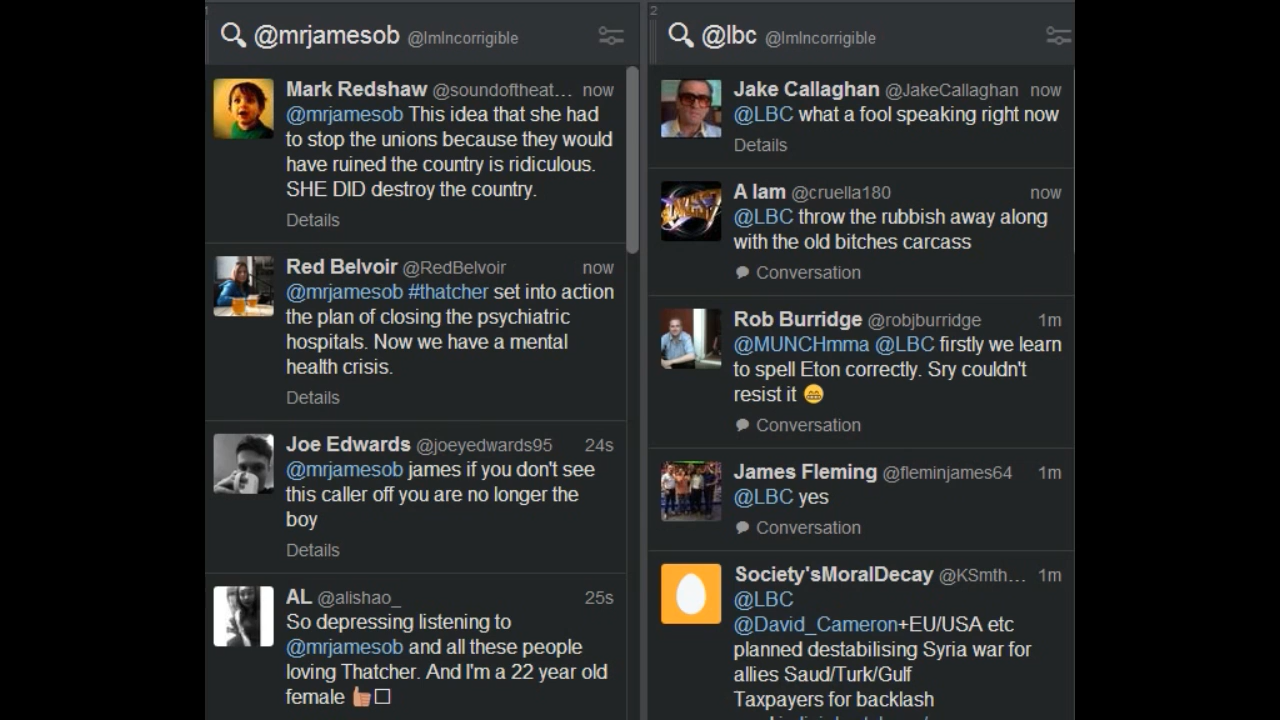 1
@mrjamesob @ImIncorrigible
Mark Redshaw @soundoftheat... now
@mrjamesob This idea that she had
to stop the unions because they would
have ruined the country is ridiculous.
SHE DID destroy the country.
Details
Red Belvoir @RedBelvoir now
@mrjamesob #thatcher set into action
the plan of closing the psychiatric
hospitals. Now we have a mental
health crisis.
Details
Joe Edwards @joeyedwards95 24s
@mrjamesob james if you don't see
this caller off you are no longer the
boy
Details
AL @alishao_ 25s
So depressing listening to
@mrjamesob and all these people
loving Thatcher. And I'm a 22 year old
female 👍□
2
@lbc @ImIncorrigible
Jake Callaghan @JakeCallaghan now
@LBC what a fool speaking right now
Details
A lam @cruella180 now
@LBC throw the rubbish away along
with the old bitches carcass
Conversation
Rob Burridge @robjburridge 1m
@MUNCHmma @LBC firstly we learn
to spell Eton correctly. Sry couldn't
resist it 😁
Conversation
James Fleming @fleminjames64 1m
@LBC yes
Conversation
Society'sMoralDecay @KSmth... 1m
@LBC
@David_Cameron+EU/USA etc
planned destabilising Syria war for
allies Saud/Turk/Gulf
Taxpayers for backlash